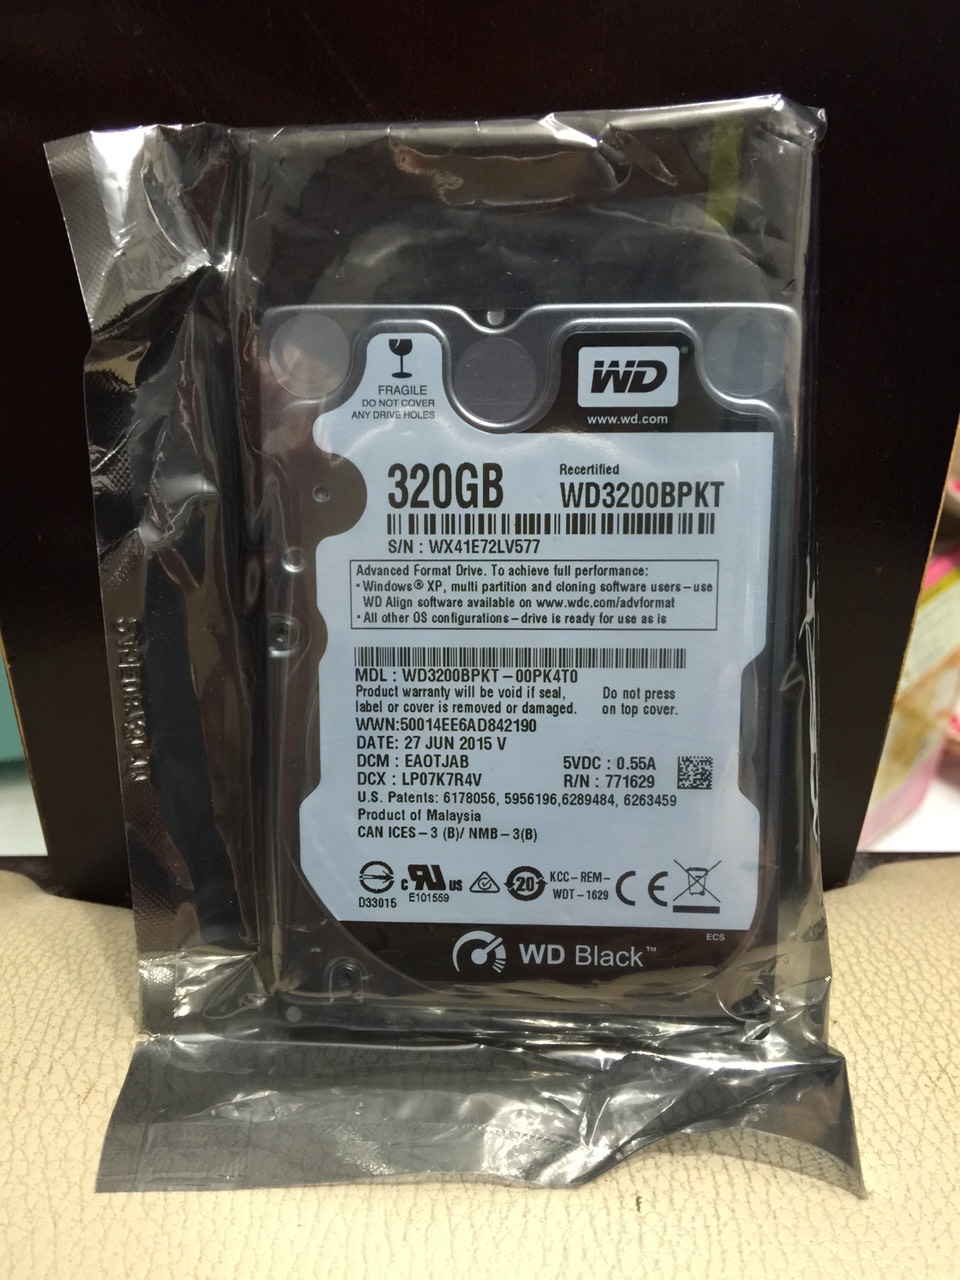 FRAGILE
DO NOT COVER
ANY DRIVE HOLES
WD®
www.wd.com
320GB
Recertified
WD3200BPKT
S/N : WX41E72LV577
Advanced Format Drive. To achieve full performance:
• Windows® XP, multi partition and cloning software users – use
WD Align software available on www.wdc.com/advformat
• All other OS configurations – drive is ready for use as is
MDL : WD3200BPKT – 00PK4T0
Product warranty will be void if seal,
label or cover is removed or damaged.
Do not press
on top cover.
WWN:50014EE6AD842190
DATE: 27 JUN 2015 V
DCM : EAOTJAB
5VDC : 0.55A
DCX : LP07K7R4V
R/N : 771629
U.S. Patents: 6178056, 5956196,6289484, 6263459
Product of Malaysia
CAN ICES – 3 (B)/ NMB – 3(B)
D33015
c RU US
E101559
20
KCC – REM –
WDT – 1629
CE
ECS
WD Black™